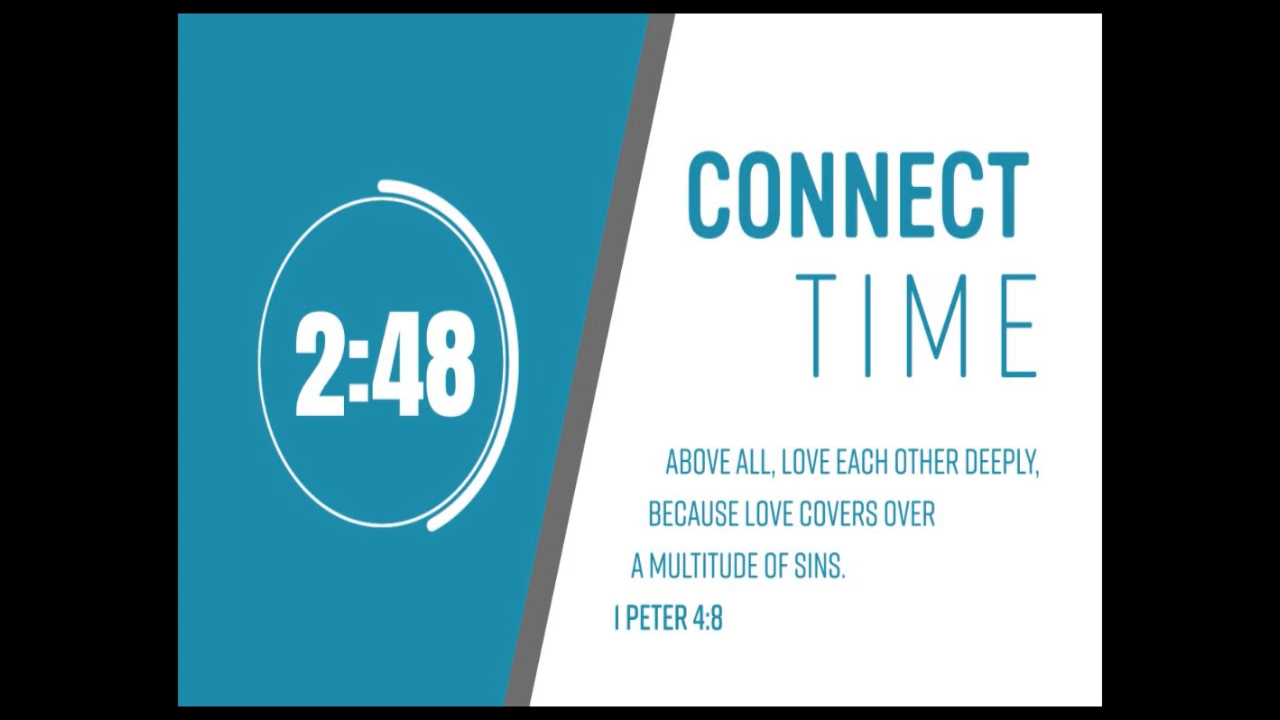 2:48
CONNECT
TIME
ABOVE ALL, LOVE EACH OTHER DEEPLY,
BECAUSE LOVE COVERS OVER
A MULTITUDE OF SINS.
1 PETER 4:8